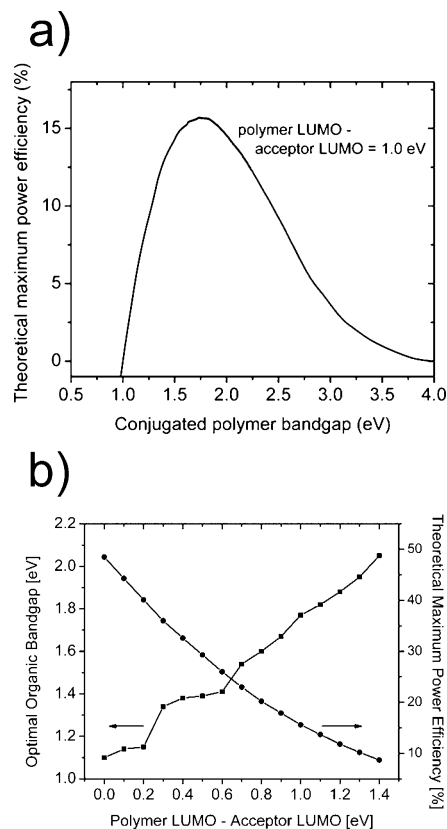 a)
Theoretical maximum power efficiency (%)
15
10
5
0
polymer LUMO -
acceptor LUMO = 1.0 eV
0.5 1.0 1.5 2.0 2.5 3.0 3.5 4.0
Conjugated polymer bandgap (eV)
b)
Optimal Organic Bandgap [eV]
2.2
2.0
1.8
1.6
1.4
1.2
1.0
50
40
30
20
10
Theoretical Maximum Power Efficiency [%]
0.0 0.2 0.4 0.6 0.8 1.0 1.2 1.4
Polymer LUMO - Acceptor LUMO [eV]